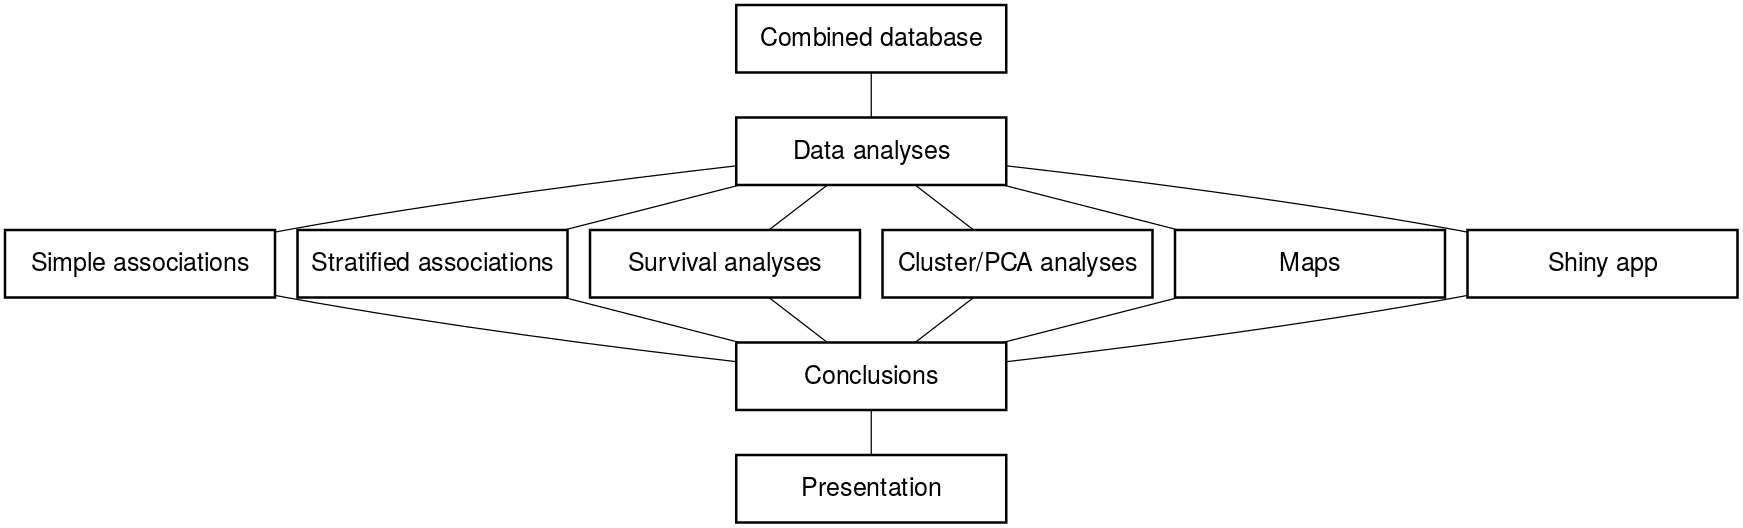 Combined database
Data analyses
Simple associations
Stratified associations
Survival analyses
Cluster/PCA analyses
Maps
Shiny app
Conclusions
Presentation